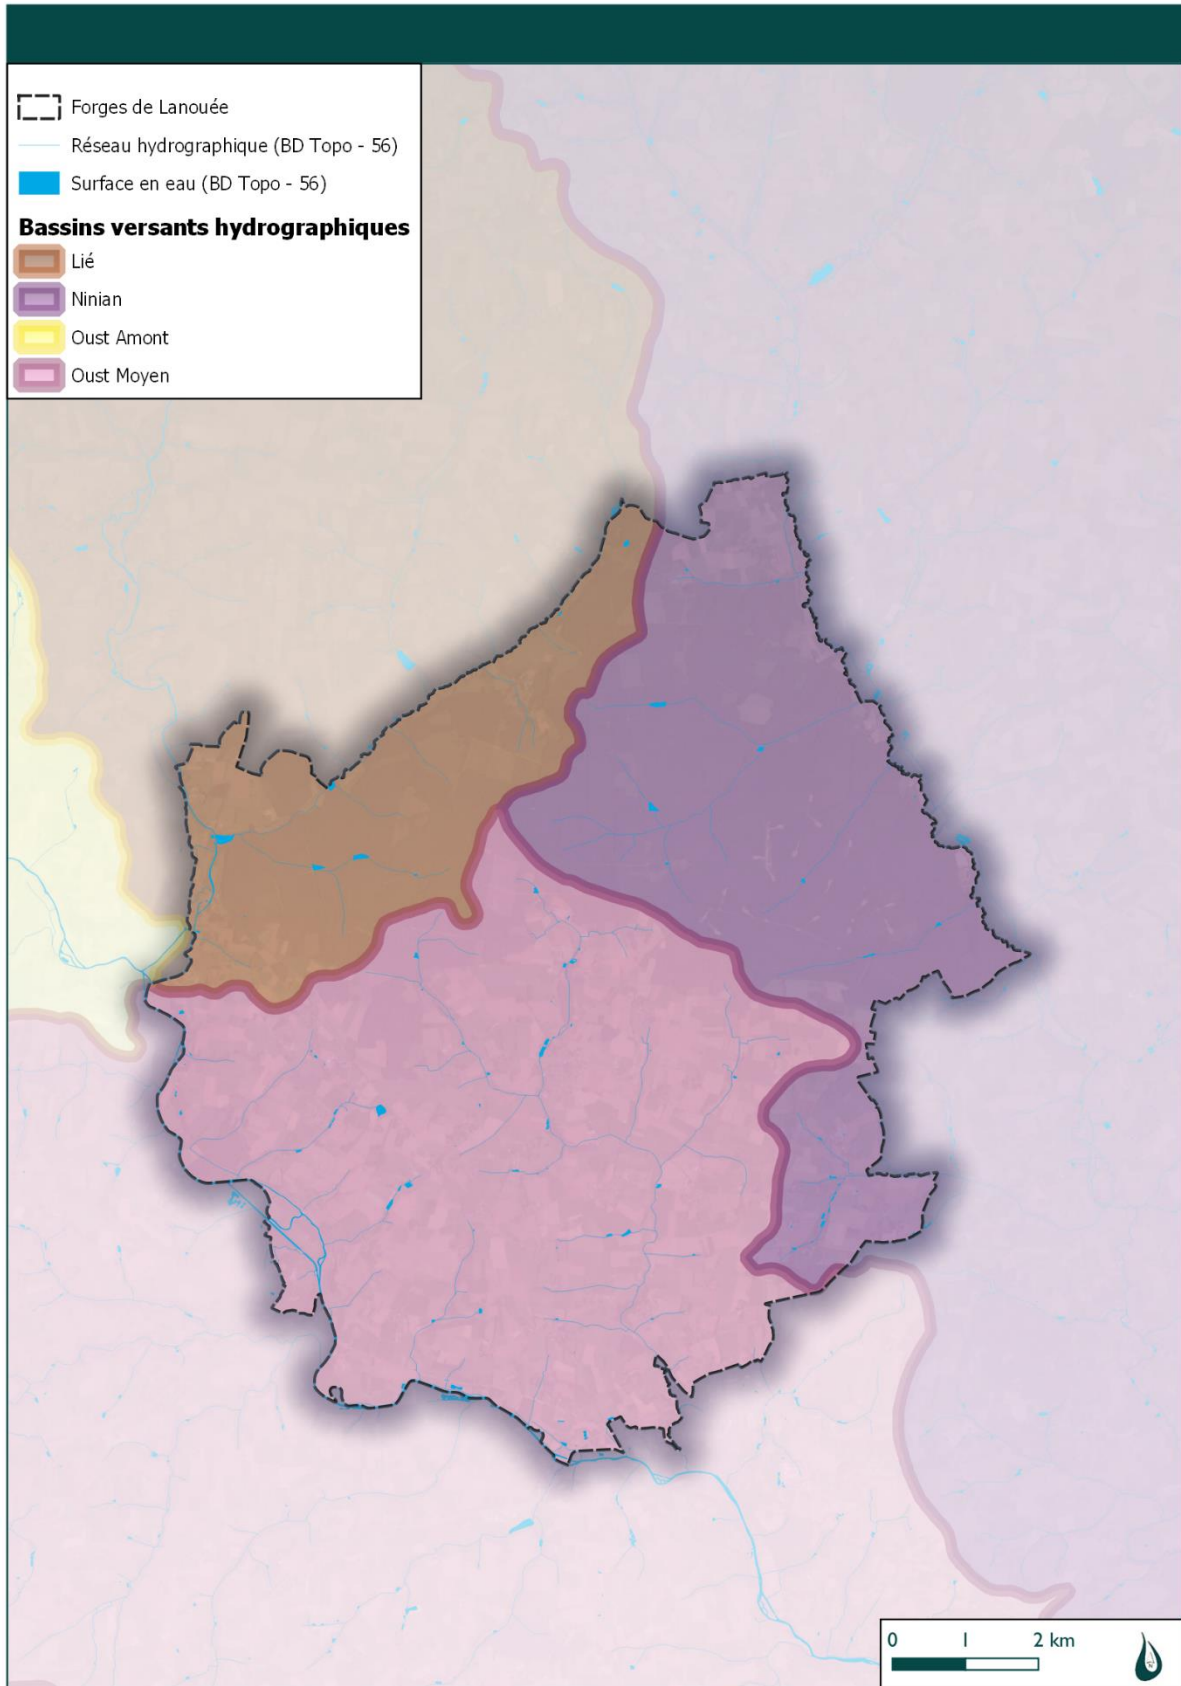 Forges de Lanouée
Réseau hydrographique (BD Topo - 56)
Surface en eau (BD Topo - 56)
Bassins versants hydrographiques
Lié
Ninian
Oust Amont
Oust Moyen
0 1 2 km